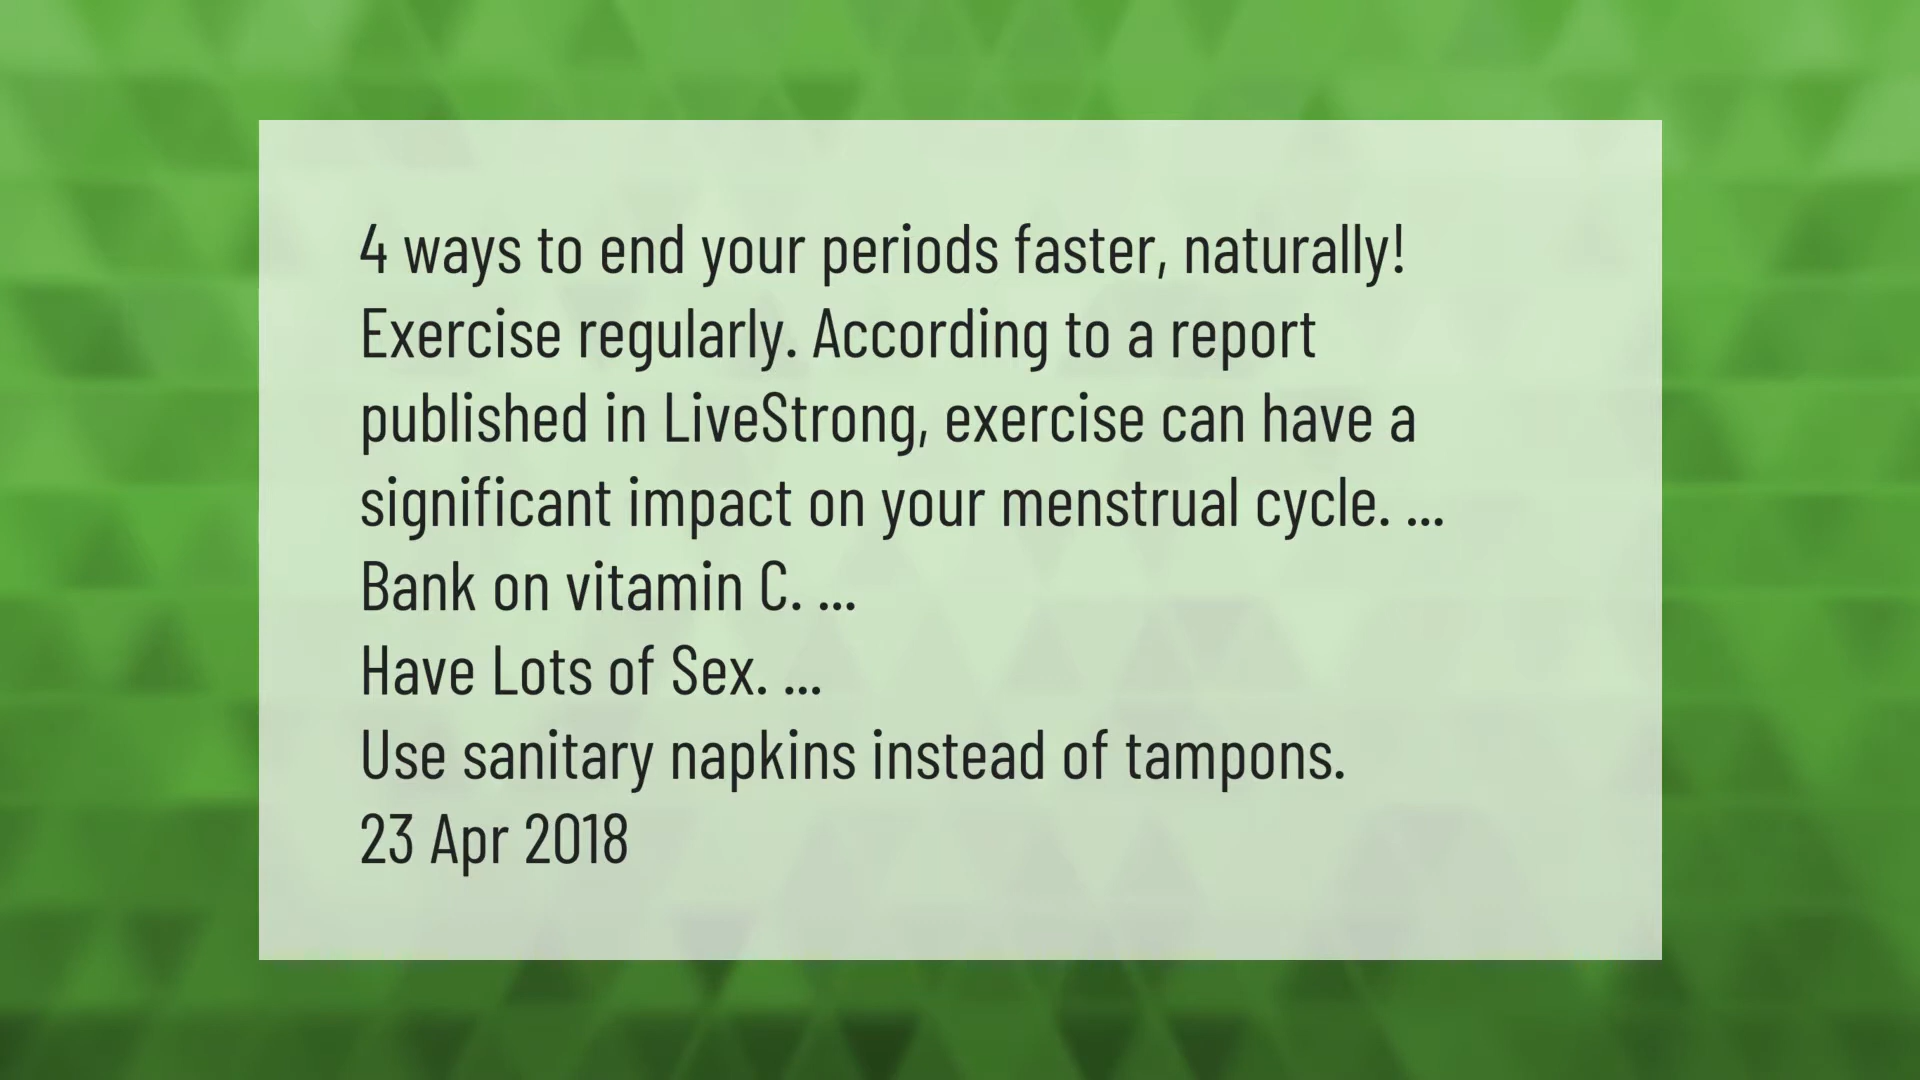 4 ways to end your periods faster, naturally!
Exercise regularly. According to a report
published in LiveStrong, exercise can have a
significant impact on your menstrual cycle. ...
Bank on vitamin C. ...
Have Lots of Sex. ...
Use sanitary napkins instead of tampons.
23 Apr 2018